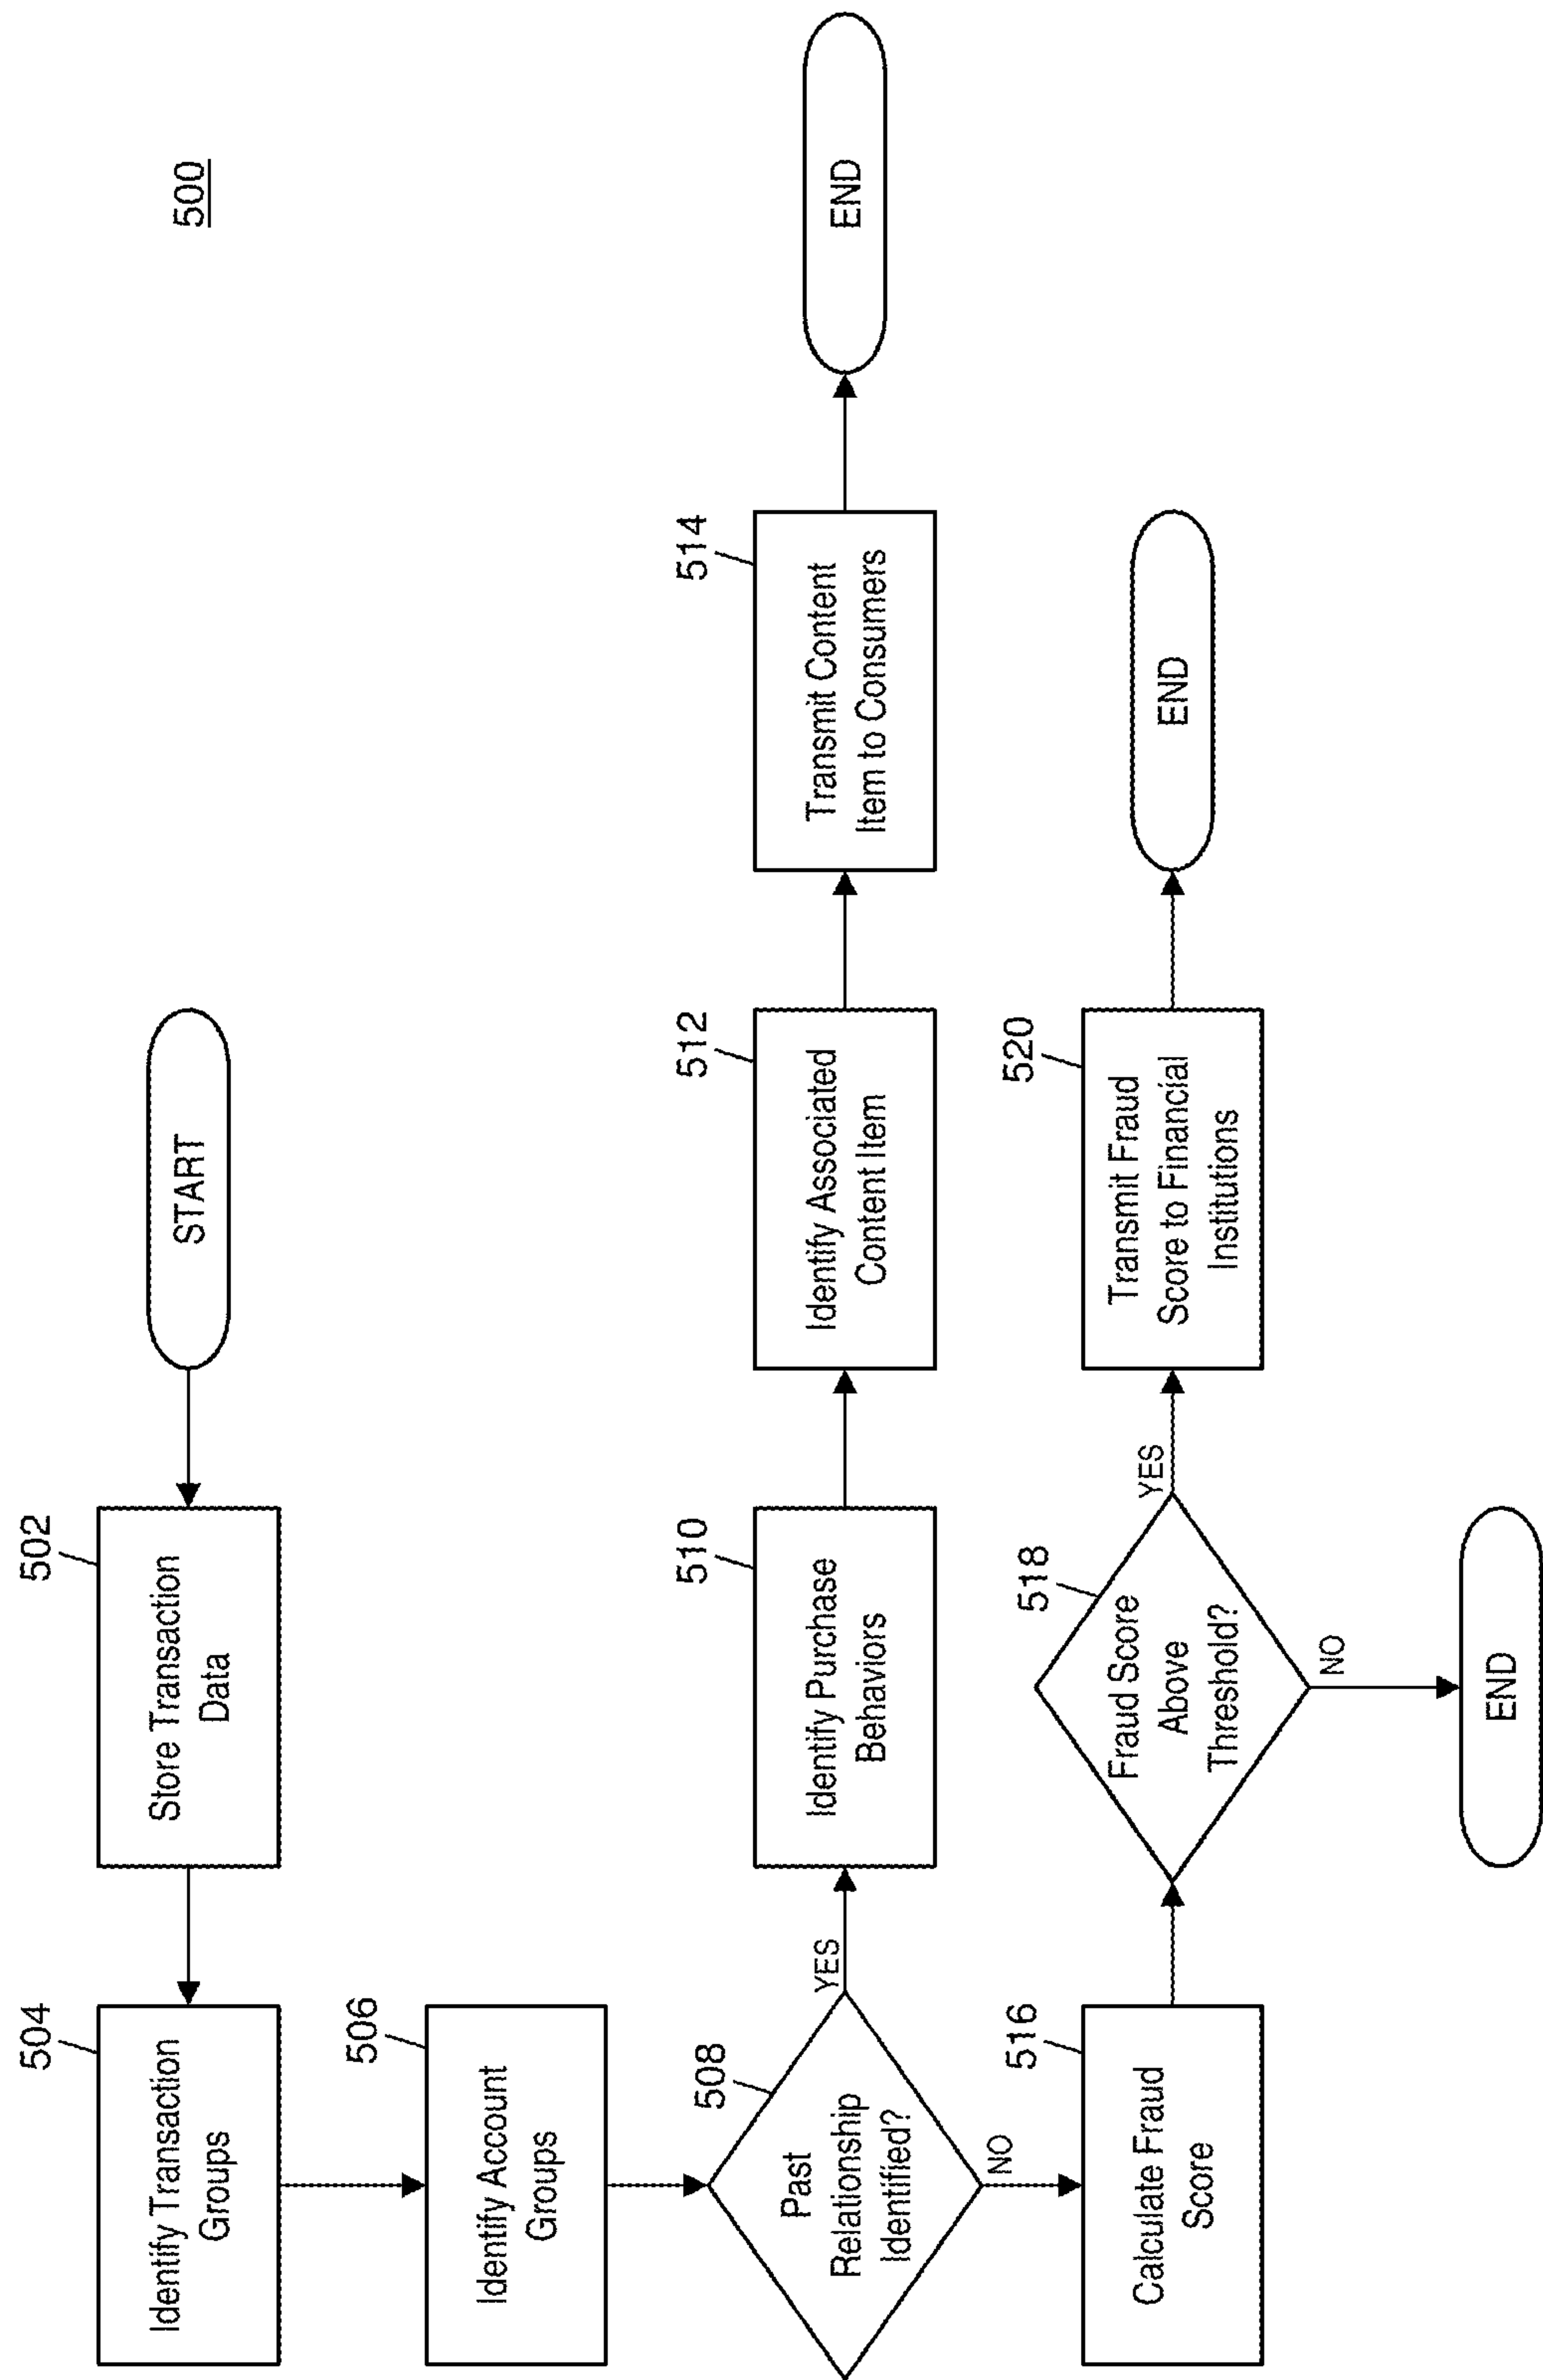 500
START
502
Store Transaction
Data
504
Identify Transaction
Groups
506
Identify Account
Groups
508
Past
Relationship
Identified?
YES
NO
510
Identify Purchase
Behaviors
512
Identify Associated
Content Item
514
Transmit Content
Item to Consumers
END
516
Calculate Fraud
Score
518
Fraud Score
Above
Threshold?
YES
NO
520
Transmit Fraud
Score to Financial
Institutions
END
END